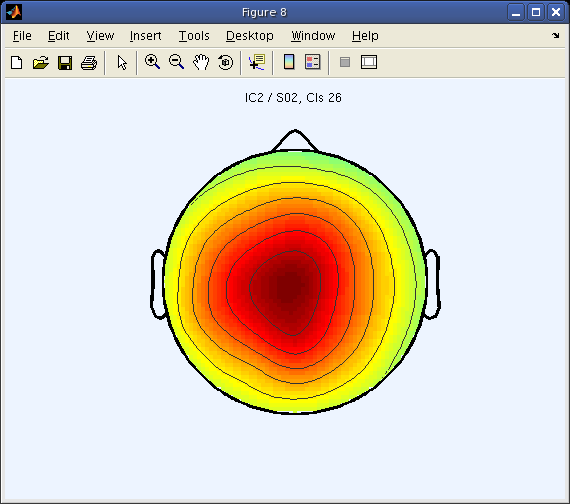 Figure 8
File Edit View Insert Tools Desktop Window Help
IC2 / S02, Cls 26